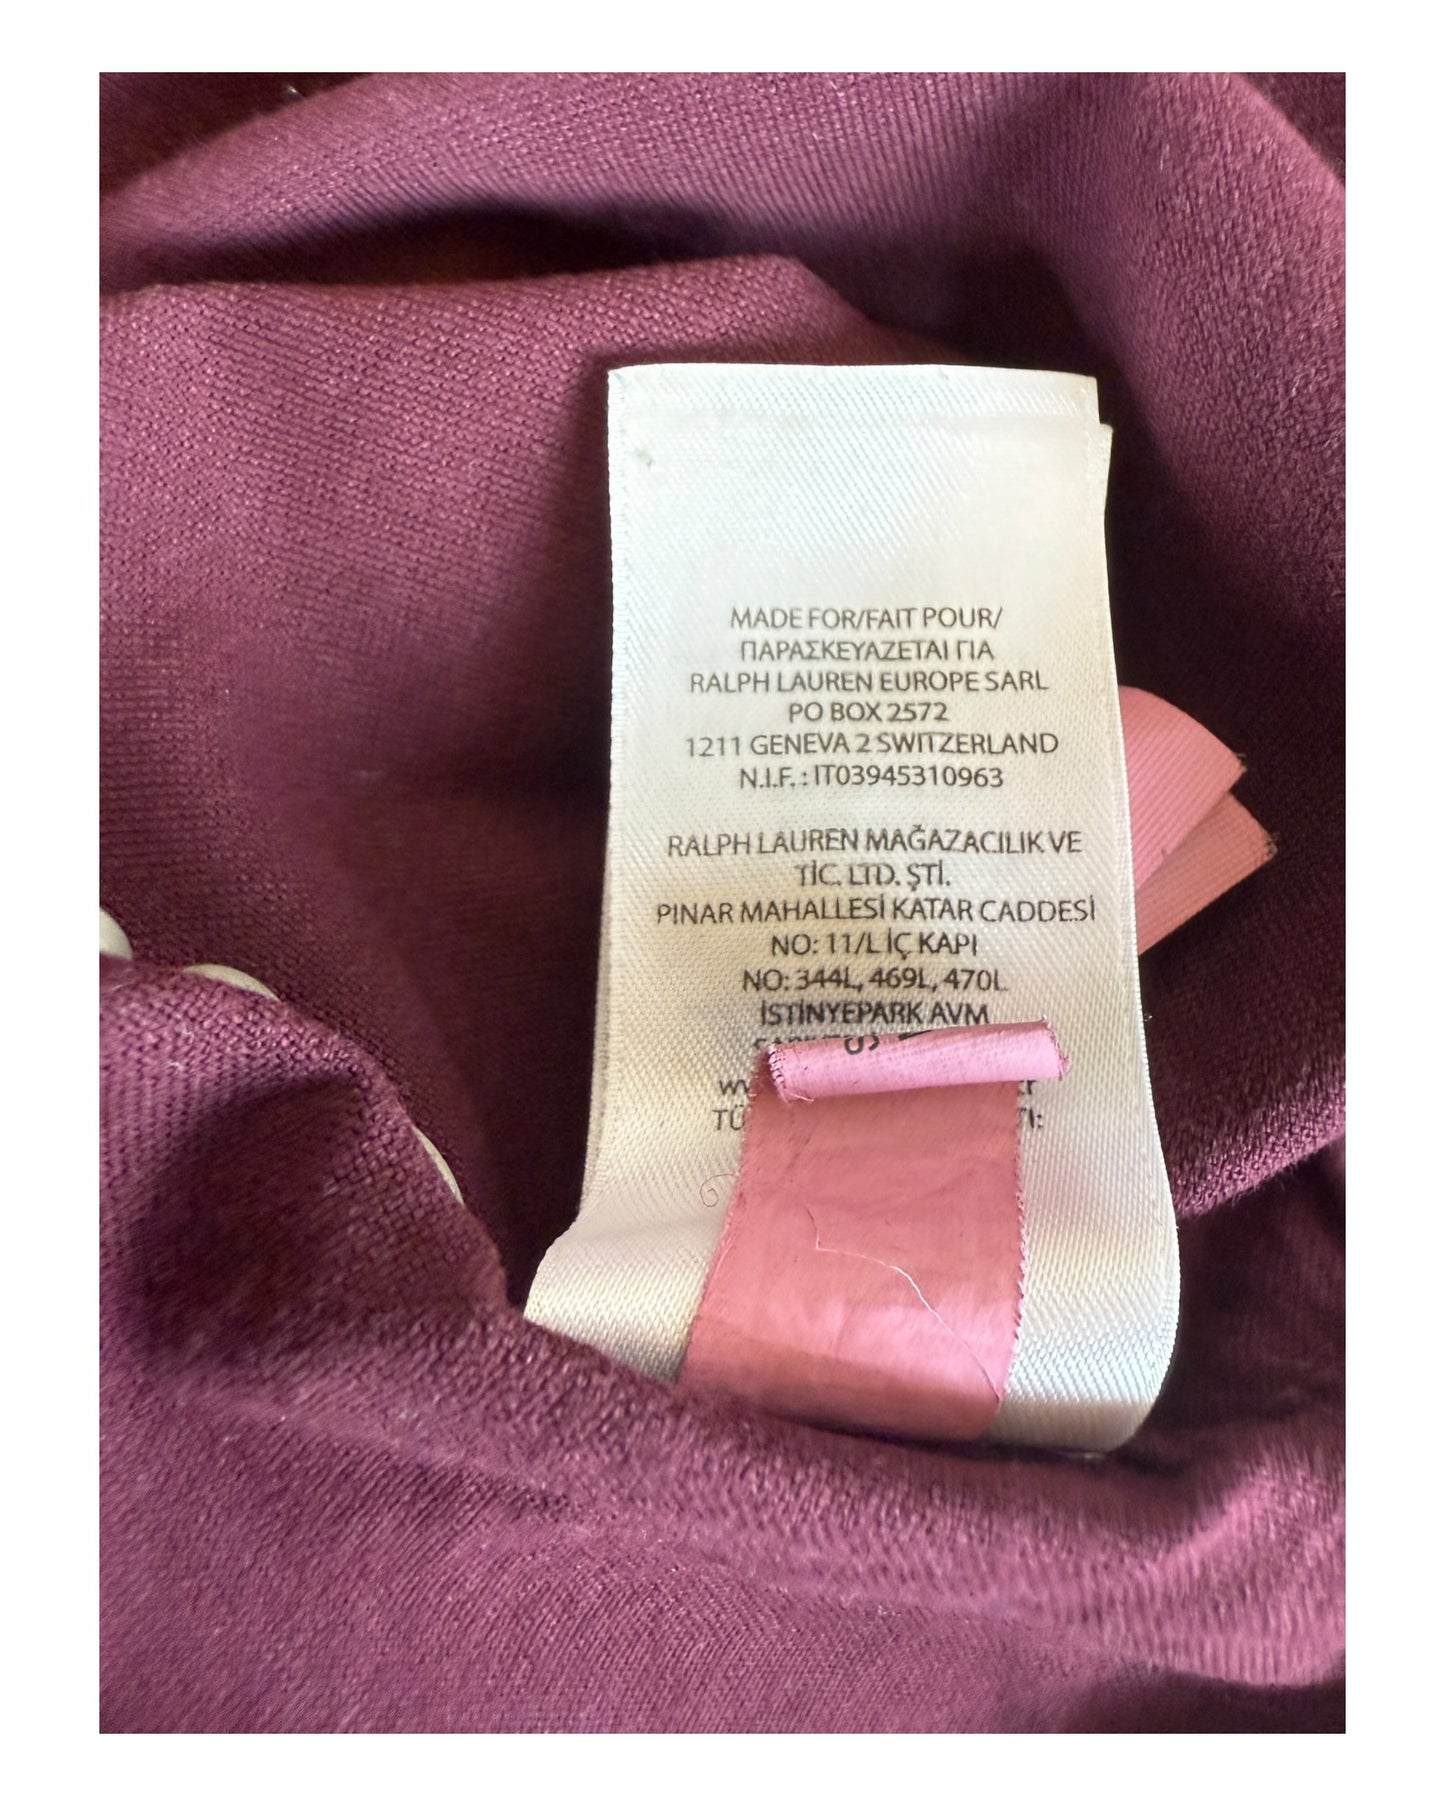 MADE FOR/FAIT POUR/
ΠΑΡΑΣΚΕΥΑΖΕΤΑΙ ΓΙΑ
RALPH LAUREN EUROPE SARL
PO BOX 2572
1211 GENEVA 2 SWITZERLAND
N.I.F. : IT03945310963
RALPH LAUREN MAĞAZACILIK VE
TİC. LTD. ŞTİ.
PINAR MAHALLESİ KATAR CADDESİ
NO: 11/L İÇ KAPI
NO: 344L, 469L, 470L
İSTİNYEPARK AVM